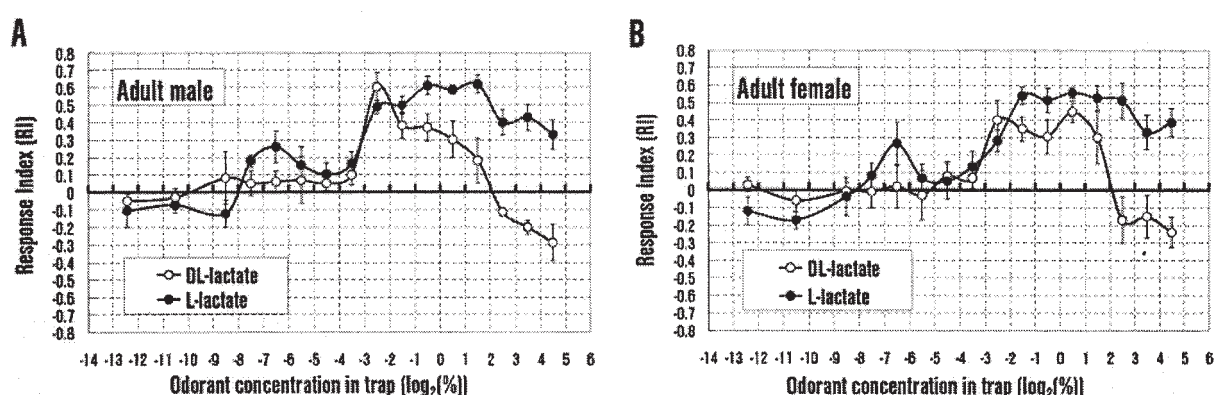 A
0.8
0.7
0.6
0.5
0.4
0.3
0.2
0.1
0
-0.1
-0.2
-0.3
-0.4
-0.5
-0.6
-0.7
-0.8
Response Index (RI)
Adult male
DL-lactate
L-lactate
-14 -13 -12 -11 -10 -9 -8 -7 -6 -5 -4 -3 -2 -1 0 1 2 3 4 5 6
Odorant concentration in trap (log2(%))
B
0.8
0.7
0.6
0.5
0.4
0.3
0.2
0.1
0
-0.1
-0.2
-0.3
-0.4
-0.5
-0.6
-0.7
-0.8
Response Index (RI)
Adult female
DL-lactate
L-lactate
-14 -13 -12 -11 -10 -9 -8 -7 -6 -5 -4 -3 -2 -1 0 1 2 3 4 5 6
Odorant concentration in trap (log2(%))